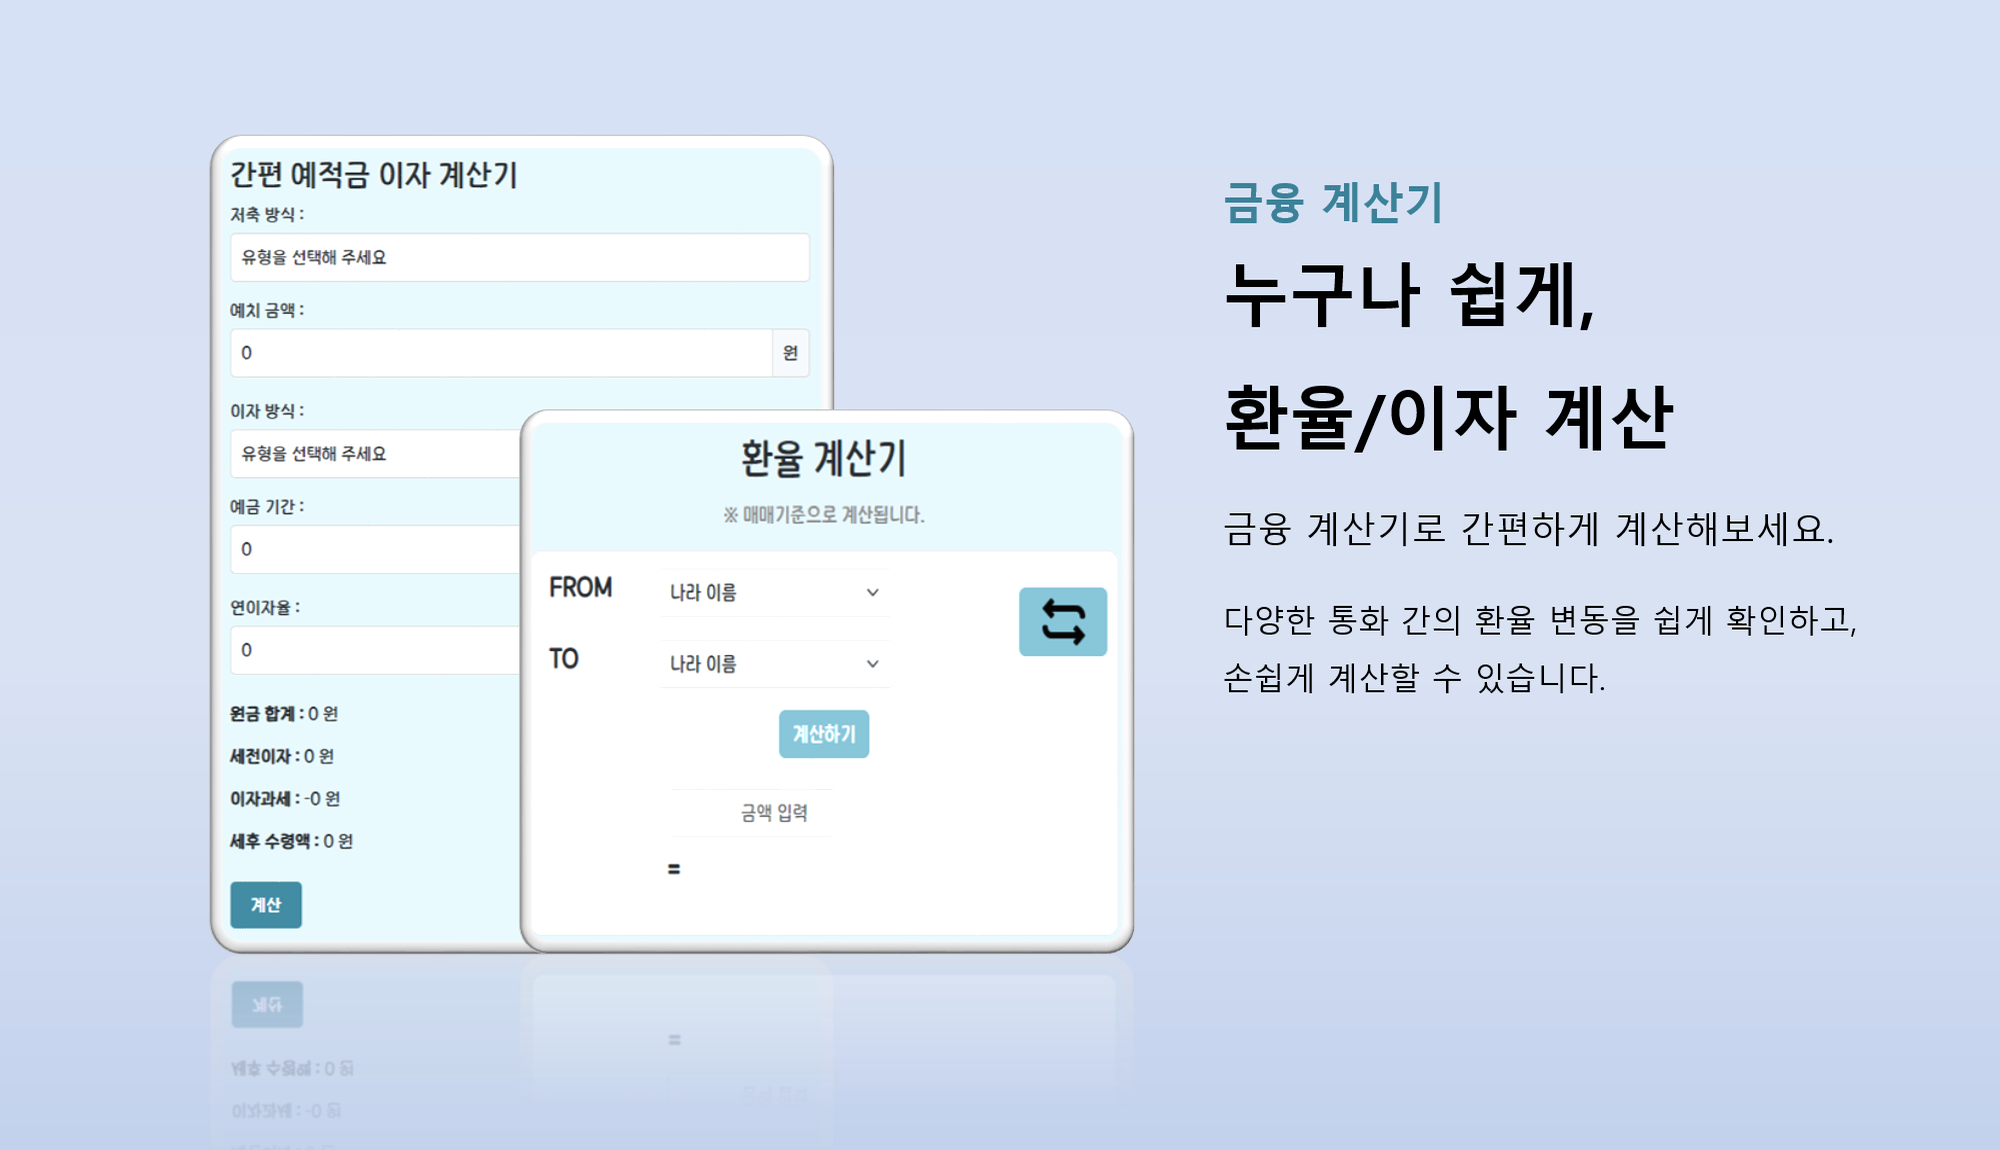 간편 예적금 이자 계산기
저축 방식 :
유형을 선택해 주세요
예치 금액 :
0 원
이자 방식 :
유형을 선택해 주세요
예금 기간 :
0
연이자율 :
0
원금 합계 : 0 원
세전이자 : 0 원
이자과세 : -0 원
세후 수령액 : 0 원
계산
환율 계산기
※ 매매기준으로 계산됩니다.
FROM 나라 이름
TO 나라 이름
계산하기
금액 입력
=
금융 계산기
누구나 쉽게,
환율/이자 계산
금융 계산기로 간편하게 계산해보세요.
다양한 통화 간의 환율 변동을 쉽게 확인하고,
손쉽게 계산할 수 있습니다.